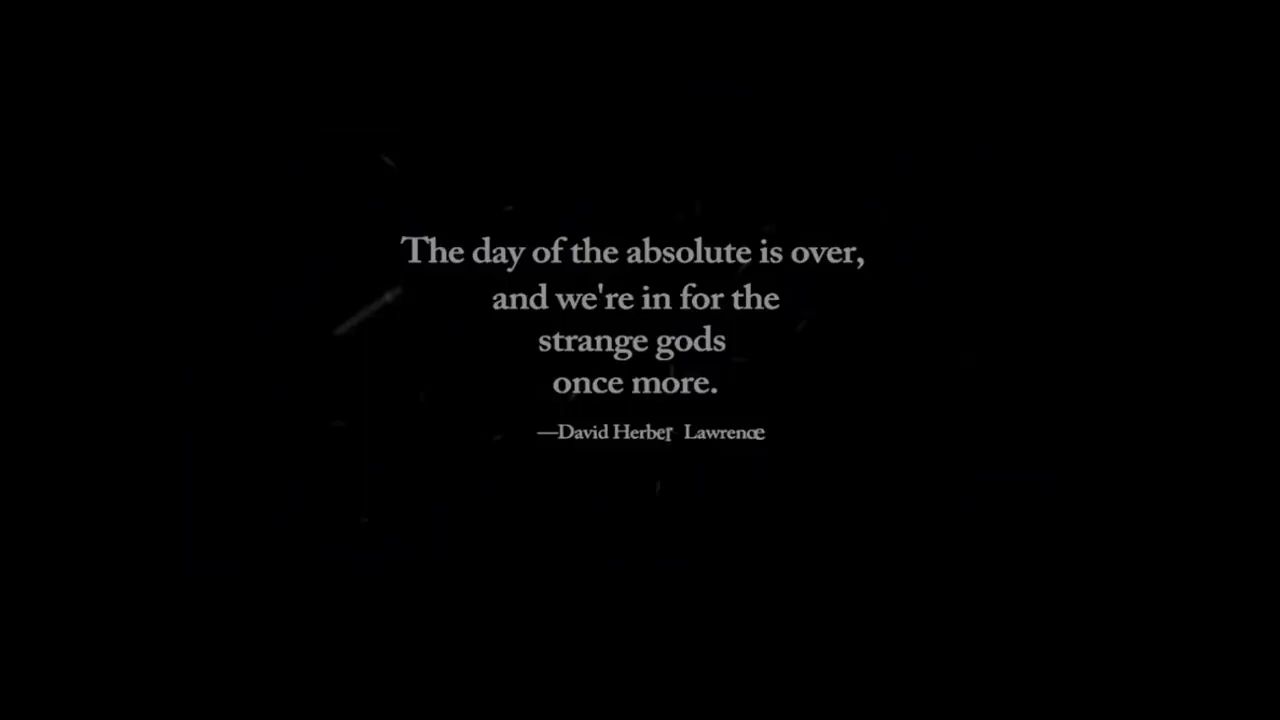 The day of the absolute is over,
and we're in for the
strange gods
once more.
—David Herber Lawrence